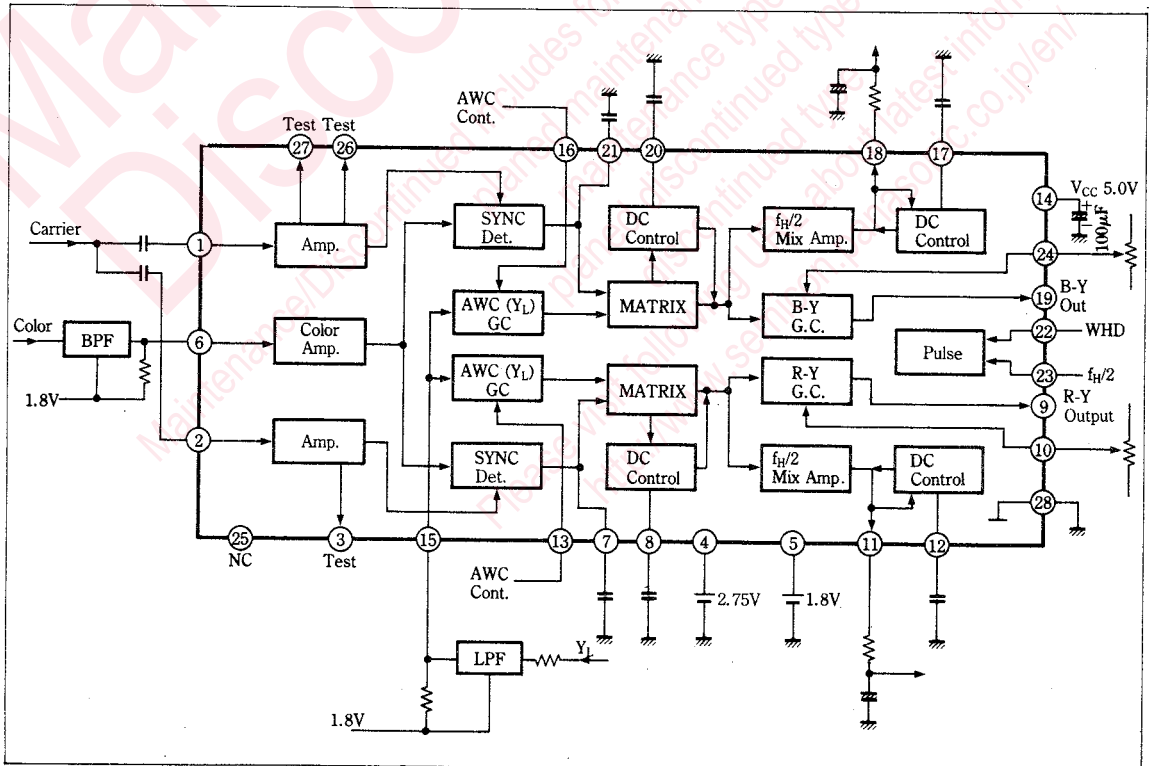 AWC
Cont.
Test Test
27
26
16
21
20
18
17
14
VCC 5.0V
100μF
Carrier
1
Amp.
SYNC
Det.
DC
Control
fH/2
Mix Amp.
DC
Control
24
AWC (YL)
GC
MATRIX
B-Y
G.C.
19
B-Y
Out
Color
BPF
6
Color
Amp.
22
WHD
Pulse
AWC (YL)
GC
MATRIX
R-Y
G.C.
23
fH/2
1.8V
9
R-Y
Output
2
Amp.
SYNC
Det.
DC
Control
fH/2
Mix Amp.
DC
Control
10
28
25
NC
3
Test
15
13
7
8
4
5
11
12
AWC
Cont.
2.75V
1.8V
LPF
YL
1.8V